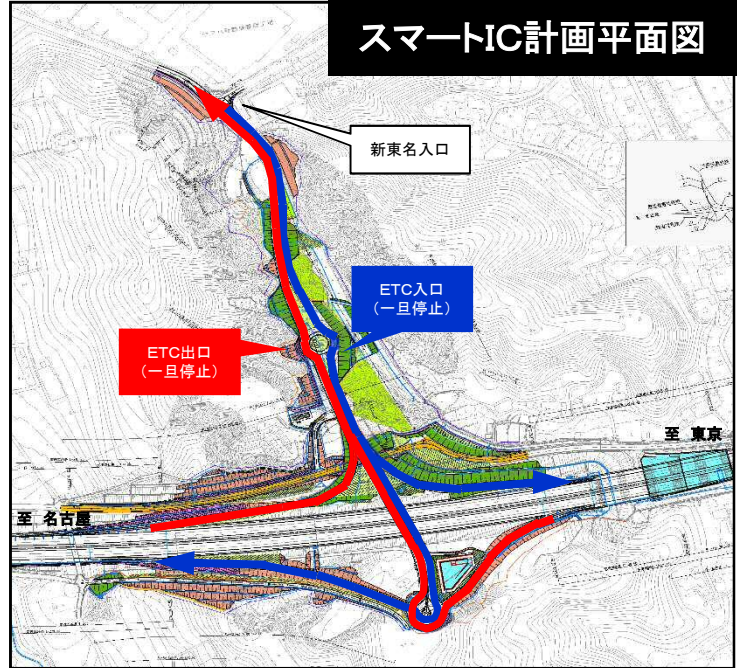 スマートIC計画平面図
新東名入口
ETC入口
(一旦停止)
ETC出口
(一旦停止)
至 東京
至 名古屋